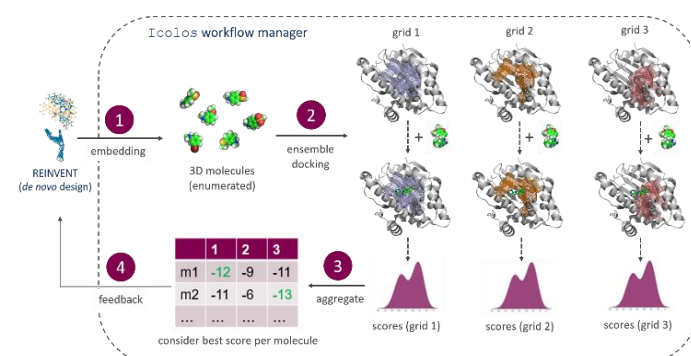 Icolos workflow manager
grid 1
grid 2
grid 3
1
embedding
REINVENT
(de novo design)
3D molecules
(enumerated)
2
ensemble
docking
+
+
+
4
feedback
1 2 3
m1 -12 -9 -11
m2 -11 -6 -13
... ... ...
consider best score per molecule
3
aggregate
scores (grid 1)
scores (grid 2)
scores (grid 3)